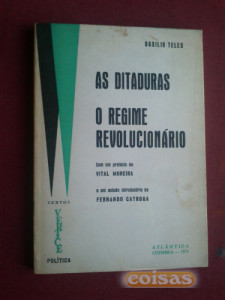 BASILIO TELES
AS DITADURAS
O REGIME
REVOLUCIONÁRIO
Com um prefácio de
VITAL MOREIRA
e um estudo introdutório de
FERNANDO CATROGA
TEXTOS
VERTICE
POLÍTICA
ATLÂNTIDA
COIMBRA
coisas